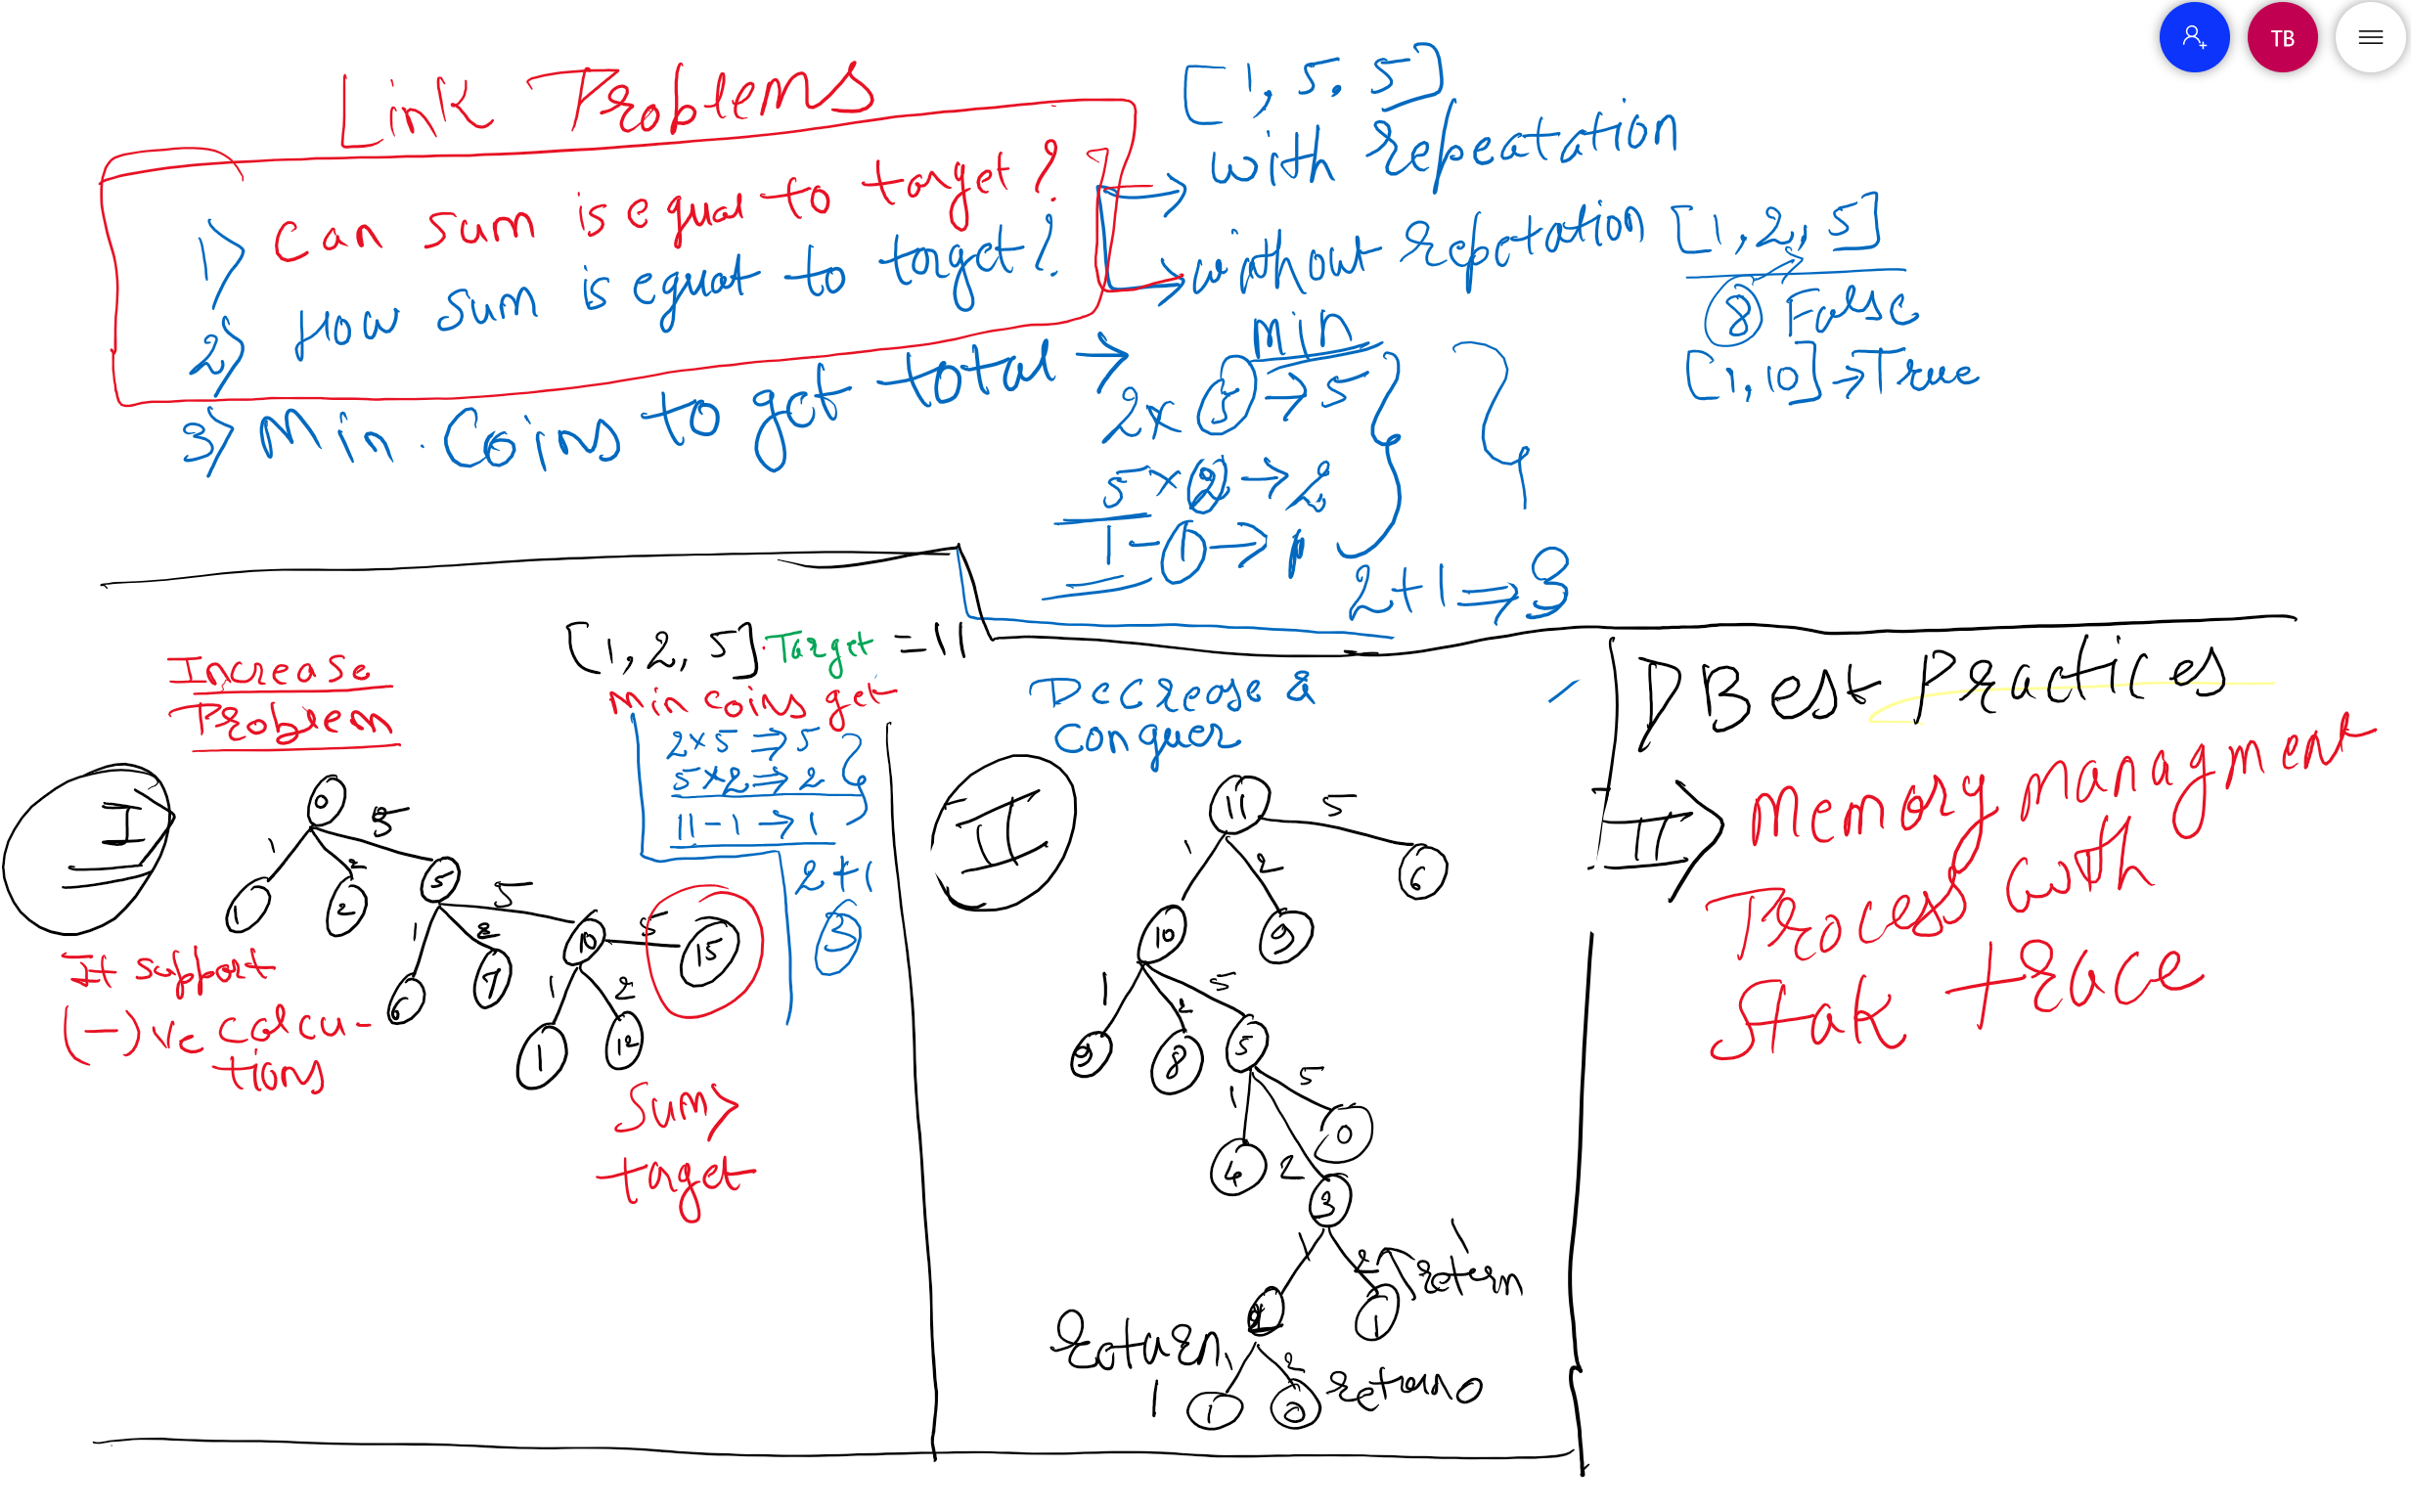 TB
Link Problems
1) Can sum is equal to target?
2) How sum is equal to target?
3) Min. Coins to get total →
[1, 5, 5]
→ with repeatation
→ without repetation [1, 2, 5]
8 False
[1, 10] → True
min
2x 5 → 5
5 x 2 → 2
1 - 1 → 1
2+1 ⇒ 3
[1, 2, 5]. Target = 11
Min coins get
2x5 ⇒ 5
5x2 ⇒ 2
11 - 1 → 1
2+1
3
Increase
Problem
I
0
1 2 5
1 2 5
1 2 5
6 7 10
1 2 5
1 12 15
It support
(-)ve calcu-
tions
Sum >
taget
Decrease &
Conquer
II
11
1 2 5
10 9 6
1 2 5
9 8 5
1 2 5
4 3 0
1 2
1 return
Return 1
1 2
1 0 return 0
I) Best Practices
II) Memory managment
Process with
Stak trace